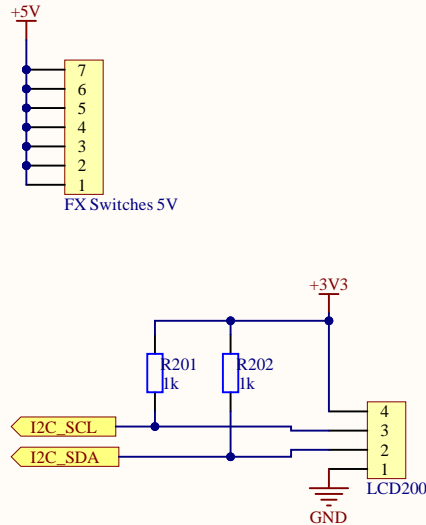 +5V
7
6
5
4
3
2
1
FX Switches 5V
+3V3
R201
1k
R202
1k
I2C_SCL
I2C_SDA
4
3
2
1
LCD200
GND